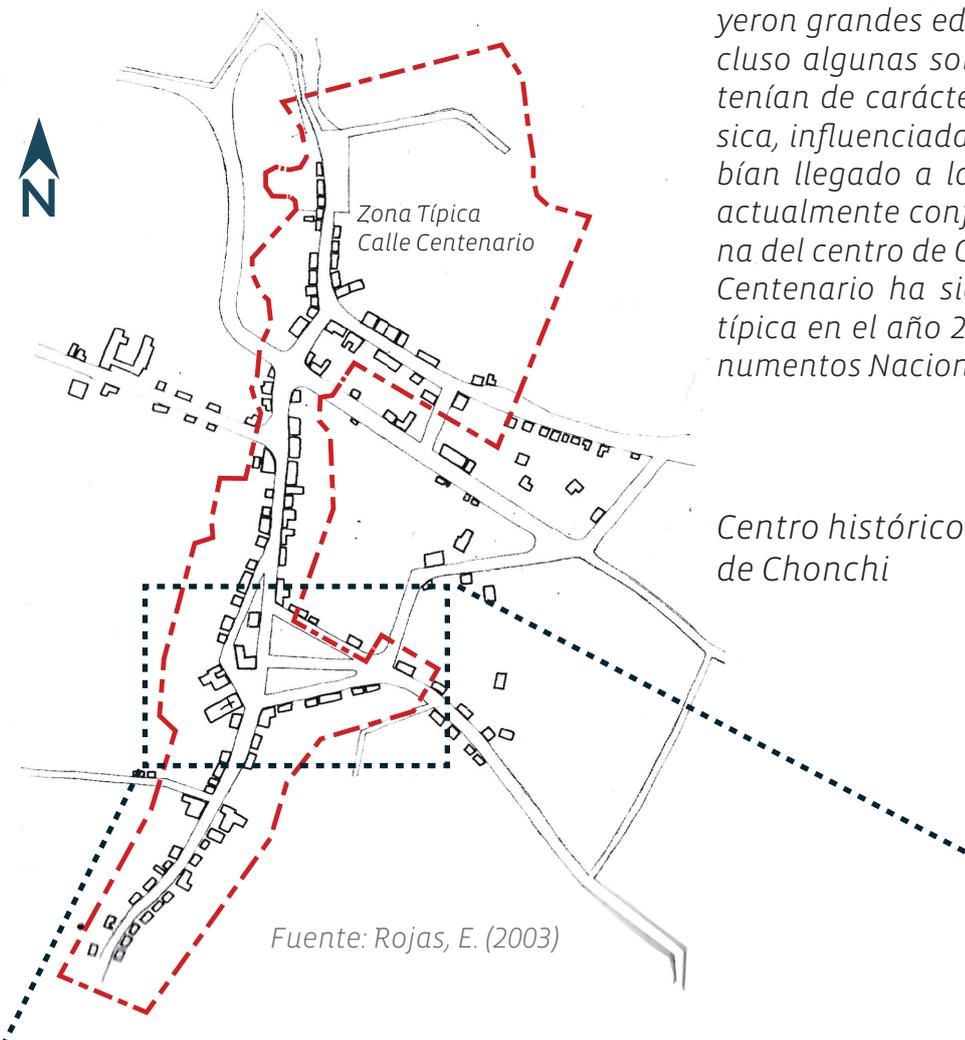 yeron grandes ed
cluso algunas so
tenían de carácte
sica, influenciada
bían llegado a la
actualmente conf
na del centro de C
Centenario ha sid
típica en el año 2
numentos Nacion
N
Zona Típica
Calle Centenario
Centro histórico
de Chonchi
Fuente: Rojas, E. (2003)